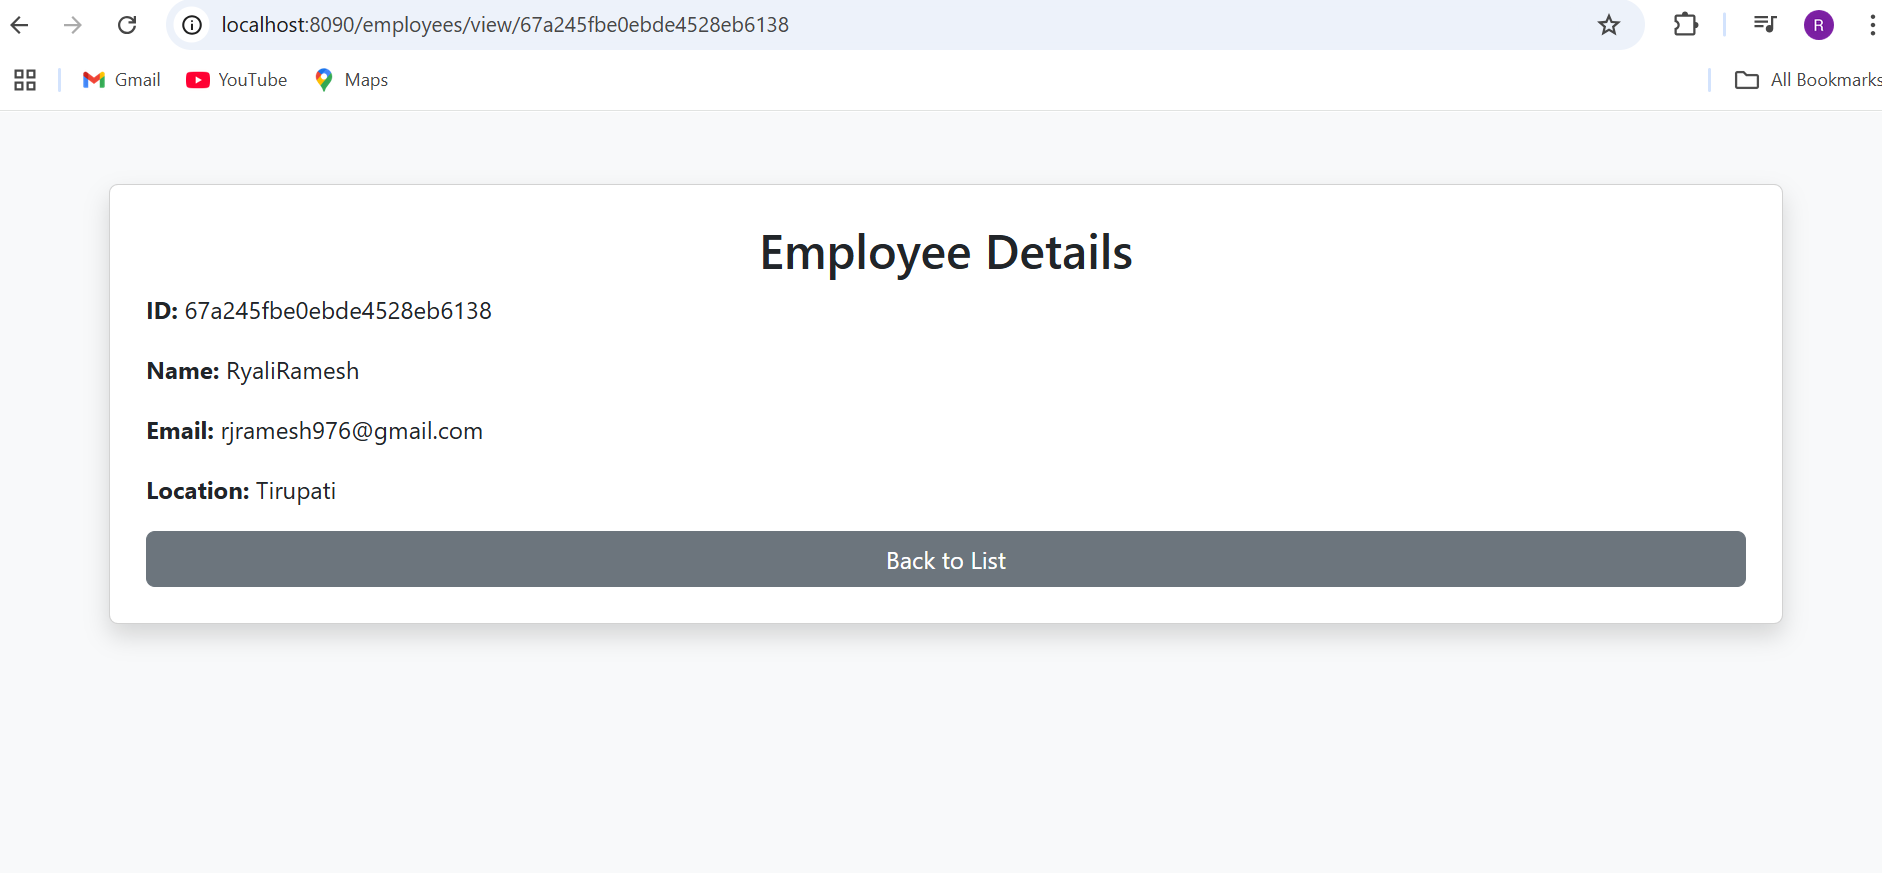 localhost:8090/employees/view/67a245fbe0ebde4528eb6138
R
Gmail YouTube Maps All Bookmarks
Employee Details
ID: 67a245fbe0ebde4528eb6138
Name: RyaliRamesh
Email: rjramesh976@gmail.com
Location: Tirupati
Back to List